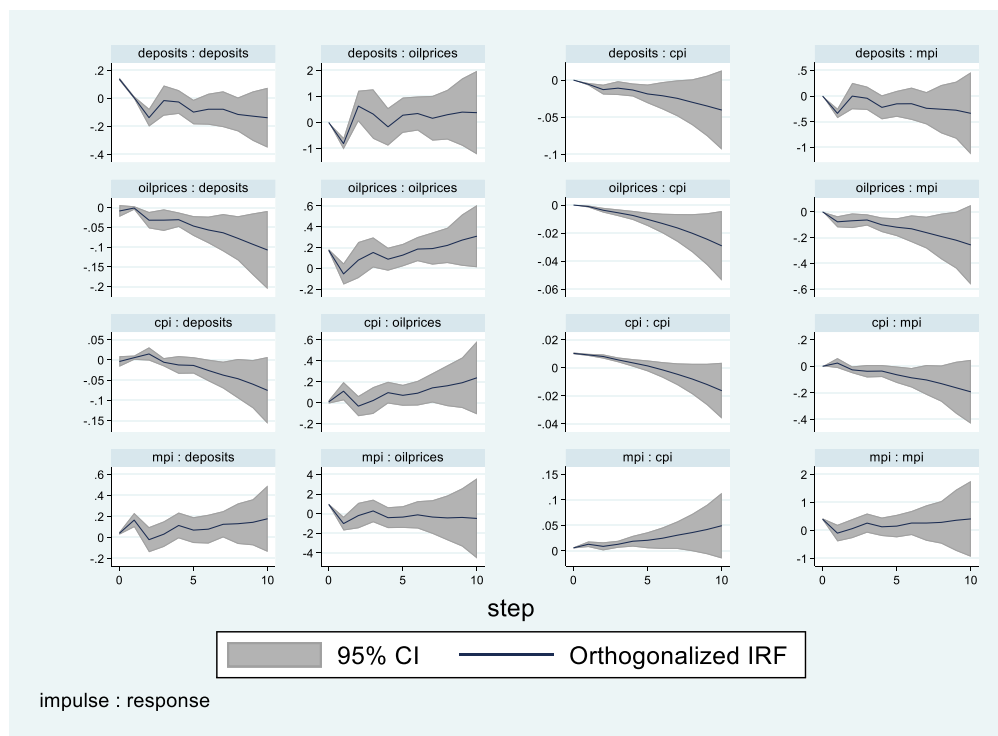 deposits : deposits
deposits : oilprices
deposits : cpi
deposits : mpi
.2
0
-.2
-.4
2
1
0
-1
0
-.05
-.1
.5
0
-.5
-1
oilprices : deposits
oilprices : oilprices
oilprices : cpi
oilprices : mpi
0
-.05
-.1
-.15
-.2
.6
.4
.2
0
-.2
0
-.02
-.04
-.06
0
-.2
-.4
-.6
cpi : deposits
cpi : oilprices
cpi : cpi
cpi : mpi
.05
0
-.05
-.1
-.15
.6
.4
.2
0
-.2
.02
0
-.02
-.04
.2
0
-.2
-.4
mpi : deposits
mpi : oilprices
mpi : cpi
mpi : mpi
.6
.4
.2
0
-.2
4
2
0
-2
-4
.15
.1
.05
0
2
1
0
-1
0 5 10
0 5 10
0 5 10
0 5 10
step
95% CI
Orthogonalized IRF
impulse : response